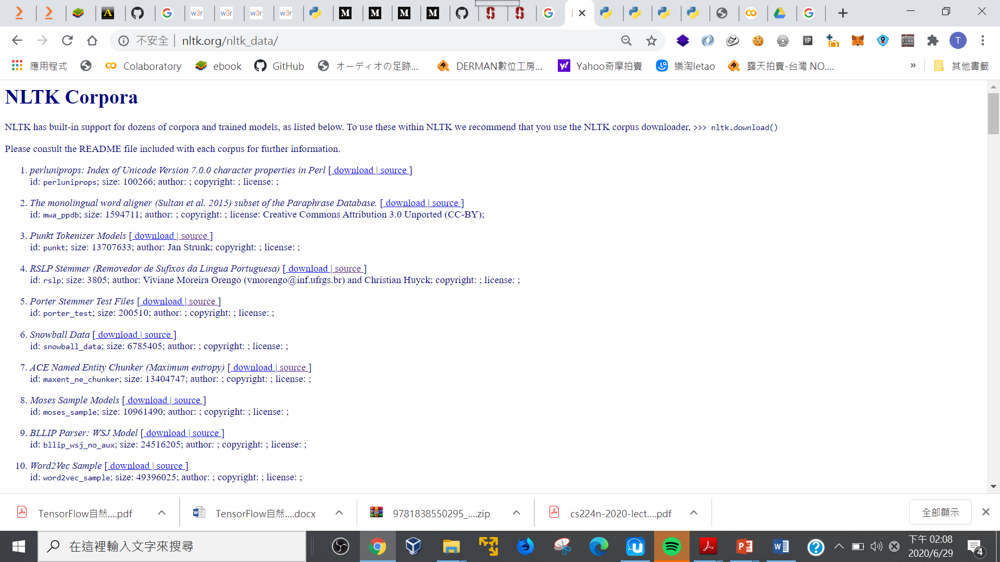 w3r
w3r
w3r
w3r
不安全 nltk.org/nltk_data/
IP
T
應用程式
Colaboratory
ebook
GitHub
オーディオの足跡...
DERMAN數位工房...
Yahoo奇摩拍賣
樂淘letao
露天拍賣-台灣 NO....
»
其他書籤
NLTK Corpora
NLTK has built-in support for dozens of corpora and trained models, as listed below. To use these within NLTK we recommend that you use the NLTK corpus downloader, >>> nltk.download()
Please consult the README file included with each corpus for further information.
1. perluniprops: Index of Unicode Version 7.0.0 character properties in Perl [ download | source ]
id: perluniprops; size: 100266; author: ; copyright: ; license: ;
2. The monolingual word aligner (Sultan et al. 2015) subset of the Paraphrase Database. [ download | source ]
id: mwa_ppdb; size: 1594711; author: ; copyright: ; license: Creative Commons Attribution 3.0 Unported (CC-BY);
3. Punkt Tokenizer Models [ download | source ]
id: punkt; size: 13707633; author: Jan Strunk; copyright: ; license: ;
4. RSLP Stemmer (Removedor de Sufixos da Lingua Portuguesa) [ download | source ]
id: rslp; size: 3805; author: Viviane Moreira Orengo (vmorengo@inf.ufrgs.br) and Christian Huyck; copyright: ; license: ;
5. Porter Stemmer Test Files [ download | source ]
id: porter_test; size: 200510; author: ; copyright: ; license: ;
6. Snowball Data [ download | source ]
id: snowball_data; size: 6785405; author: ; copyright: ; license: ;
7. ACE Named Entity Chunker (Maximum entropy) [ download | source ]
id: maxent_ne_chunker; size: 13404747; author: ; copyright: ; license: ;
8. Moses Sample Models [ download | source ]
id: moses_sample; size: 10961490; author: ; copyright: ; license: ;
9. BLLIP Parser: WSJ Model [ download | source ]
id: bllip_wsj_no_aux; size: 24516205; author: ; copyright: ; license: ;
10. Word2Vec Sample [ download | source ]
id: word2vec_sample; size: 49396025; author: ; copyright: ; license: ;
TensorFlow自然....pdf
TensorFlow自然....docx
9781838550295_....zip
cs224n-2020-lect....pdf
全部顯示
在這裡輸入文字來搜尋
下午 02:08
2020/6/29
4